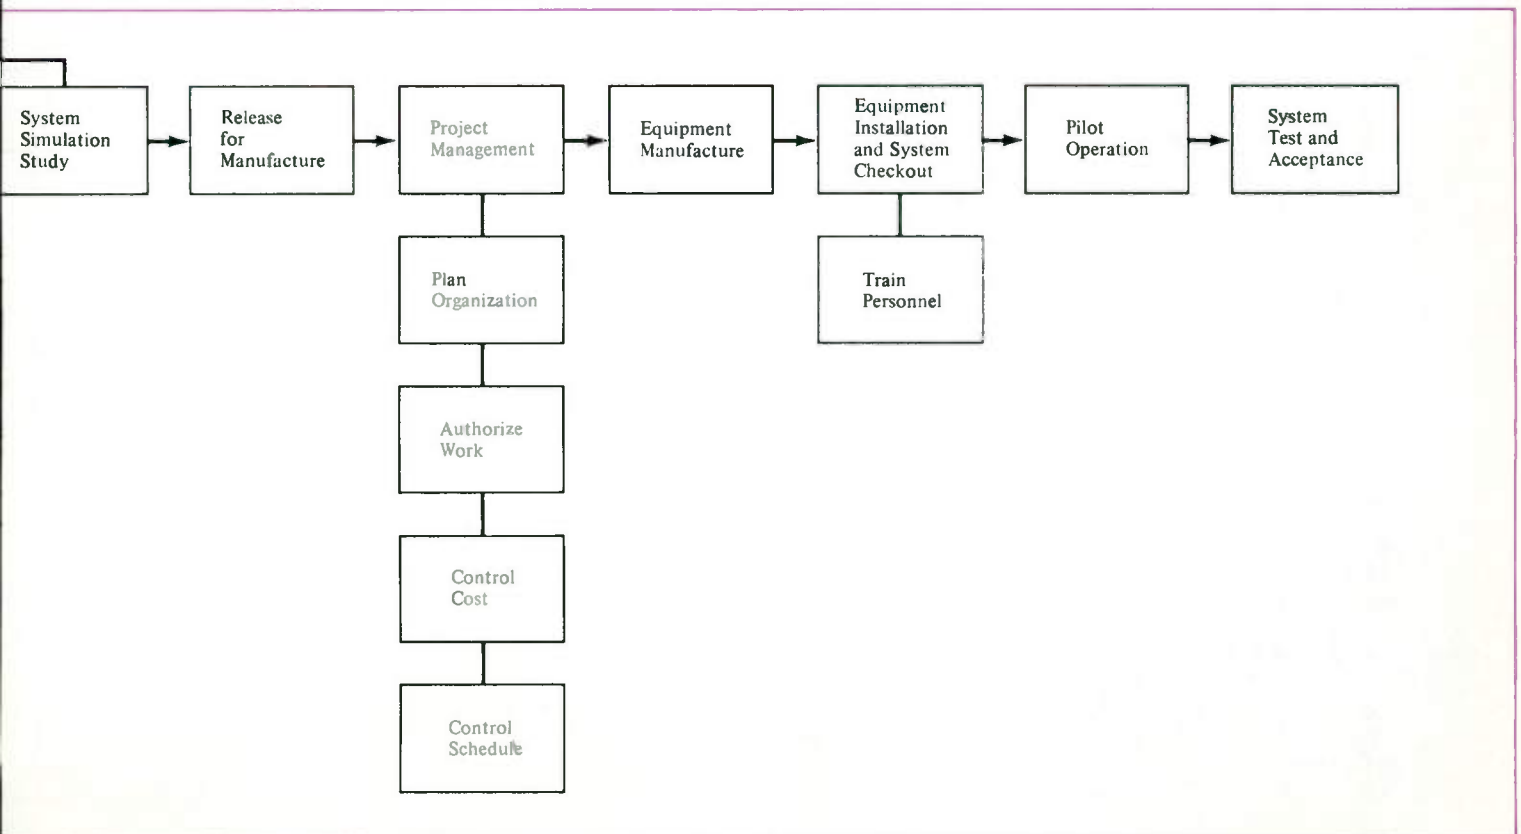 System
Simulation
Study
Release
for
Manufacture
Project
Management
Equipment
Manufacture
Equipment
Installation
and System
Checkout
Pilot
Operation
System
Test and
Acceptance
Plan
Organization
Train
Personnel
Authorize
Work
Control
Cost
Control
Schedule